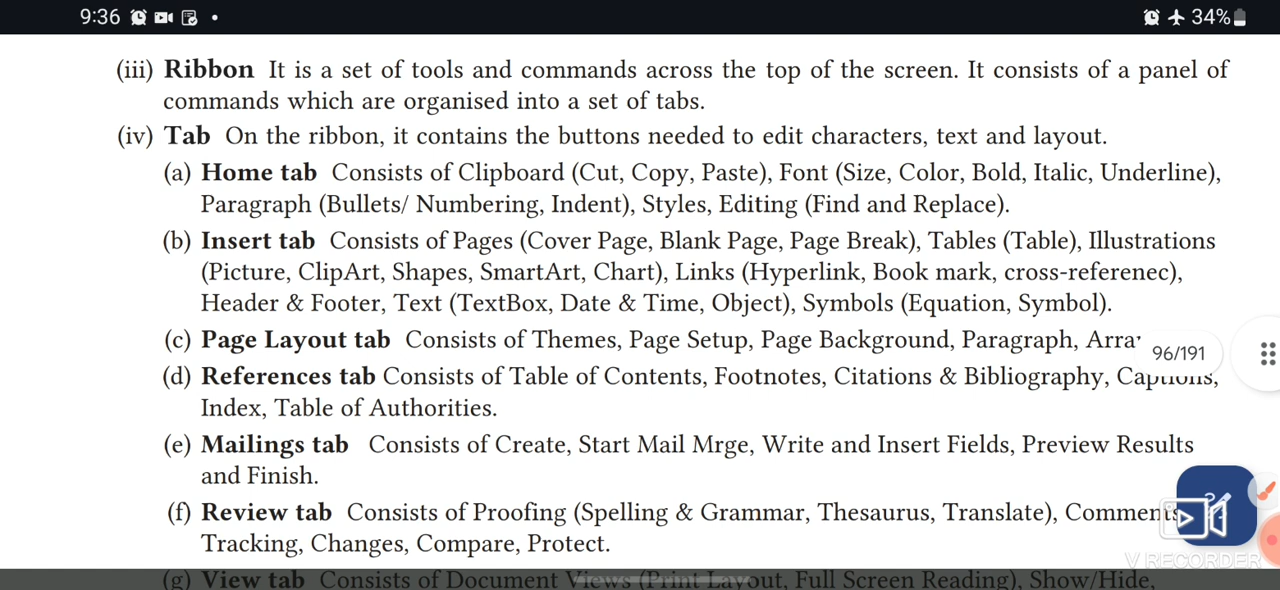 9:36
34%
(iii) Ribbon It is a set of tools and commands across the top of the screen. It consists of a panel of
commands which are organised into a set of tabs.
(iv) Tab On the ribbon, it contains the buttons needed to edit characters, text and layout.
(a) Home tab Consists of Clipboard (Cut, Copy, Paste), Font (Size, Color, Bold, Italic, Underline),
Paragraph (Bullets/ Numbering, Indent), Styles, Editing (Find and Replace).
(b) Insert tab Consists of Pages (Cover Page, Blank Page, Page Break), Tables (Table), Illustrations
(Picture, ClipArt, Shapes, SmartArt, Chart), Links (Hyperlink, Book mark, cross-referenec),
Header & Footer, Text (TextBox, Date & Time, Object), Symbols (Equation, Symbol).
(c) Page Layout tab Consists of Themes, Page Setup, Page Background, Paragraph,
96/191
(d) References tab Consists of Table of Contents, Footnotes, Citations & Bibliography, Captions,
Index, Table of Authorities.
(e) Mailings tab Consists of Create, Start Mail Mrge, Write and Insert Fields, Preview Results
and Finish.
(f) Review tab Consists of Proofing (Spelling & Grammar, Thesaurus, Translate), Comments
Tracking, Changes, Compare, Protect.
V RECORDER
(g) View tab Consists of Document Views (Print Layout, Full Screen Reading), Show/Hide,